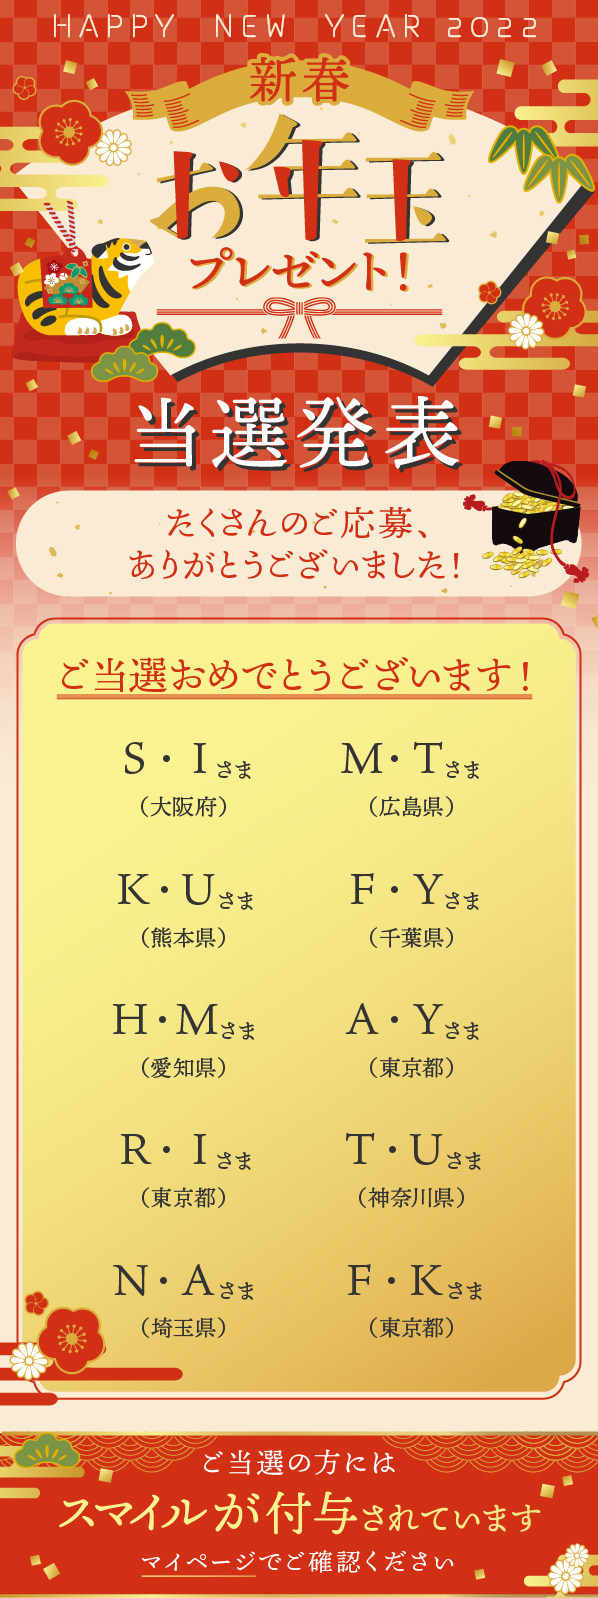 HAPPY NEW YEAR 2022
新春
お年玉
プレゼント！
当選発表
たくさんのご応募、
ありがとうございました！
ご当選おめでとうございます！
S・Iさま M・Tさま
（大阪府） （広島県）
K・Uさま F・Yさま
（熊本県） （千葉県）
H・Mさま A・Yさま
（愛知県） （東京都）
R・Iさま T・Uさま
（東京都） （神奈川県）
N・Aさま F・Kさま
（埼玉県） （東京都）
ご当選の方には
スマイルが付与されています
マイページでご確認ください